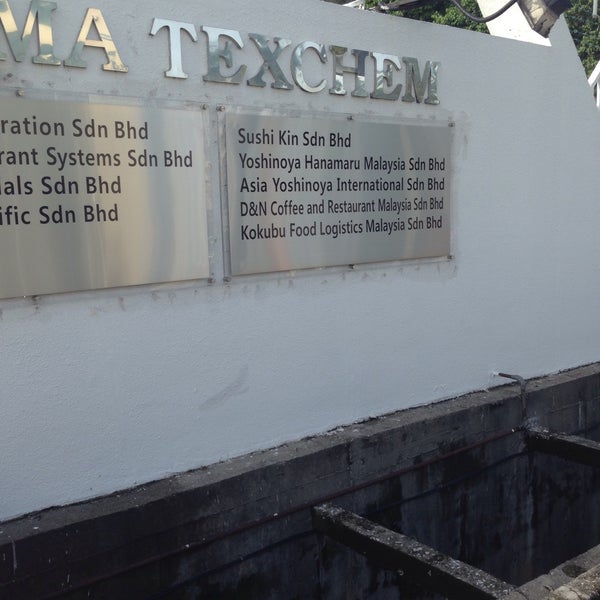 MA TEXCHEM
ration Sdn Bhd
rant Systems Sdn Bhd
als Sdn Bhd
ific Sdn Bhd
Sushi Kin Sdn Bhd
Yoshinoya Hanamaru Malaysia Sdn Bhd
Asia Yoshinoya International Sdn Bhd
D&N Coffee and Restaurant Malaysia Sdn Bhd
Kokubu Food Logistics Malaysia Sdn Bhd